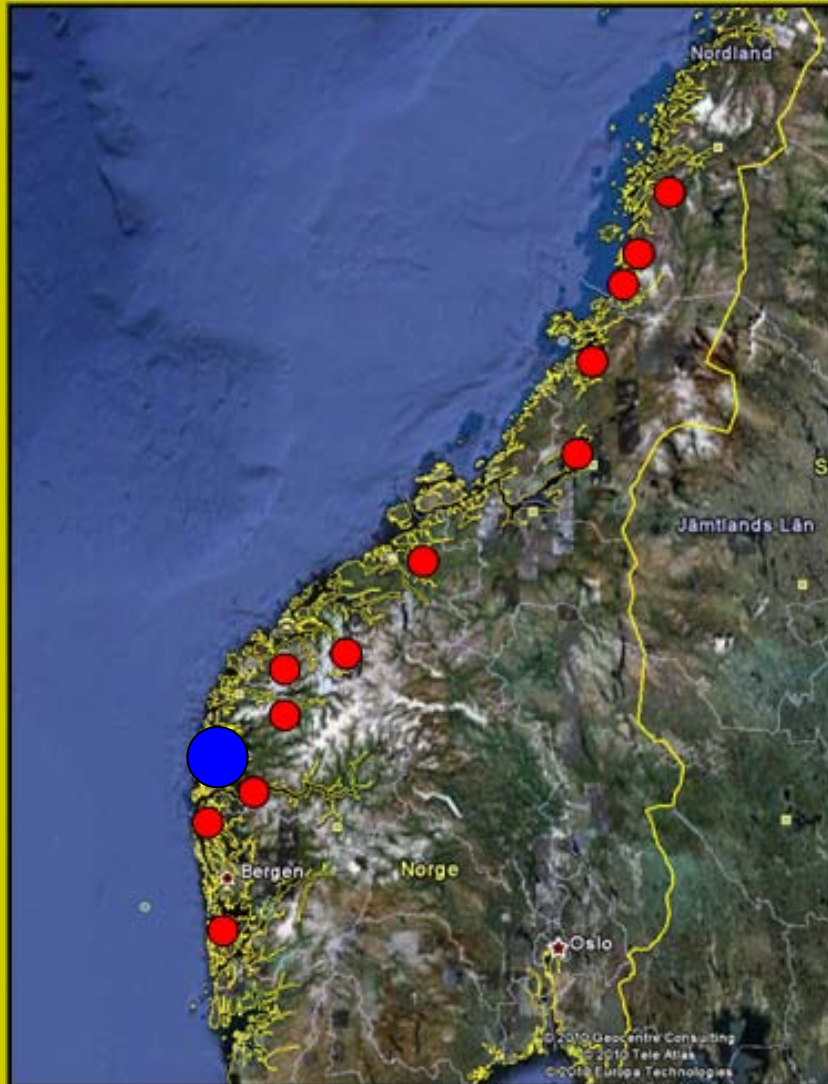 Nordland
S
Jämtlands Län
Bergen
Norge
Oslo
© 2010 Geocentre Consulting
© 2010 Tele Atlas
© 2010 Europa Technologies